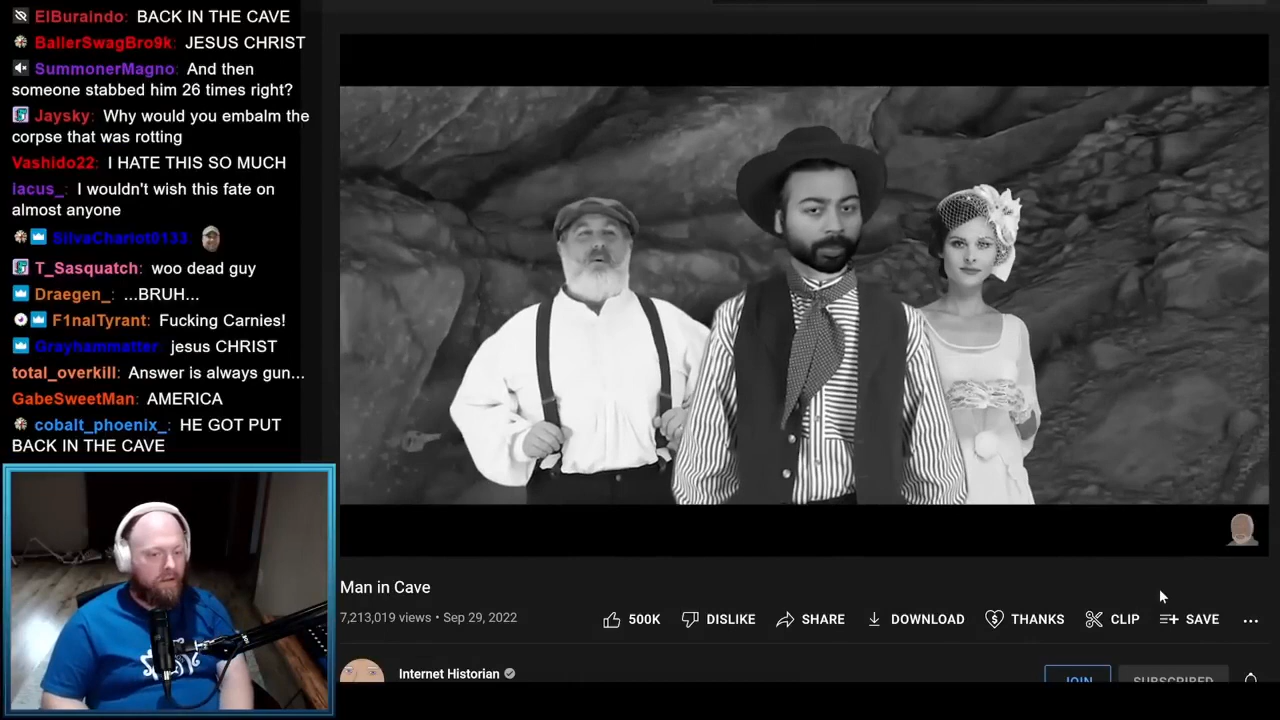 ElBuraindo: BACK IN THE CAVE
BallerSwagBro9k: JESUS CHRIST
SummonerMagno: And then
someone stabbed him 26 times right?
Jaysky: Why would you embalm the
corpse that was rotting
Vashido22: I HATE THIS SO MUCH
iacus_: I wouldn't wish this fate on
almost anyone
SilvaChariot0133:
T_Sasquatch: woo dead guy
Draegen_: ...BRUH...
F1nalTyrant: Fucking Carnies!
Grayhammatter: jesus CHRIST
total_overkill: Answer is always gun...
GabeSweetMan: AMERICA
cobalt_phoenix_: HE GOT PUT
BACK IN THE CAVE
Man in Cave
7,213,019 views • Sep 29, 2022
500K DISLIKE SHARE DOWNLOAD THANKS CLIP SAVE ...
Internet Historian
JOIN SUBSCRIBED